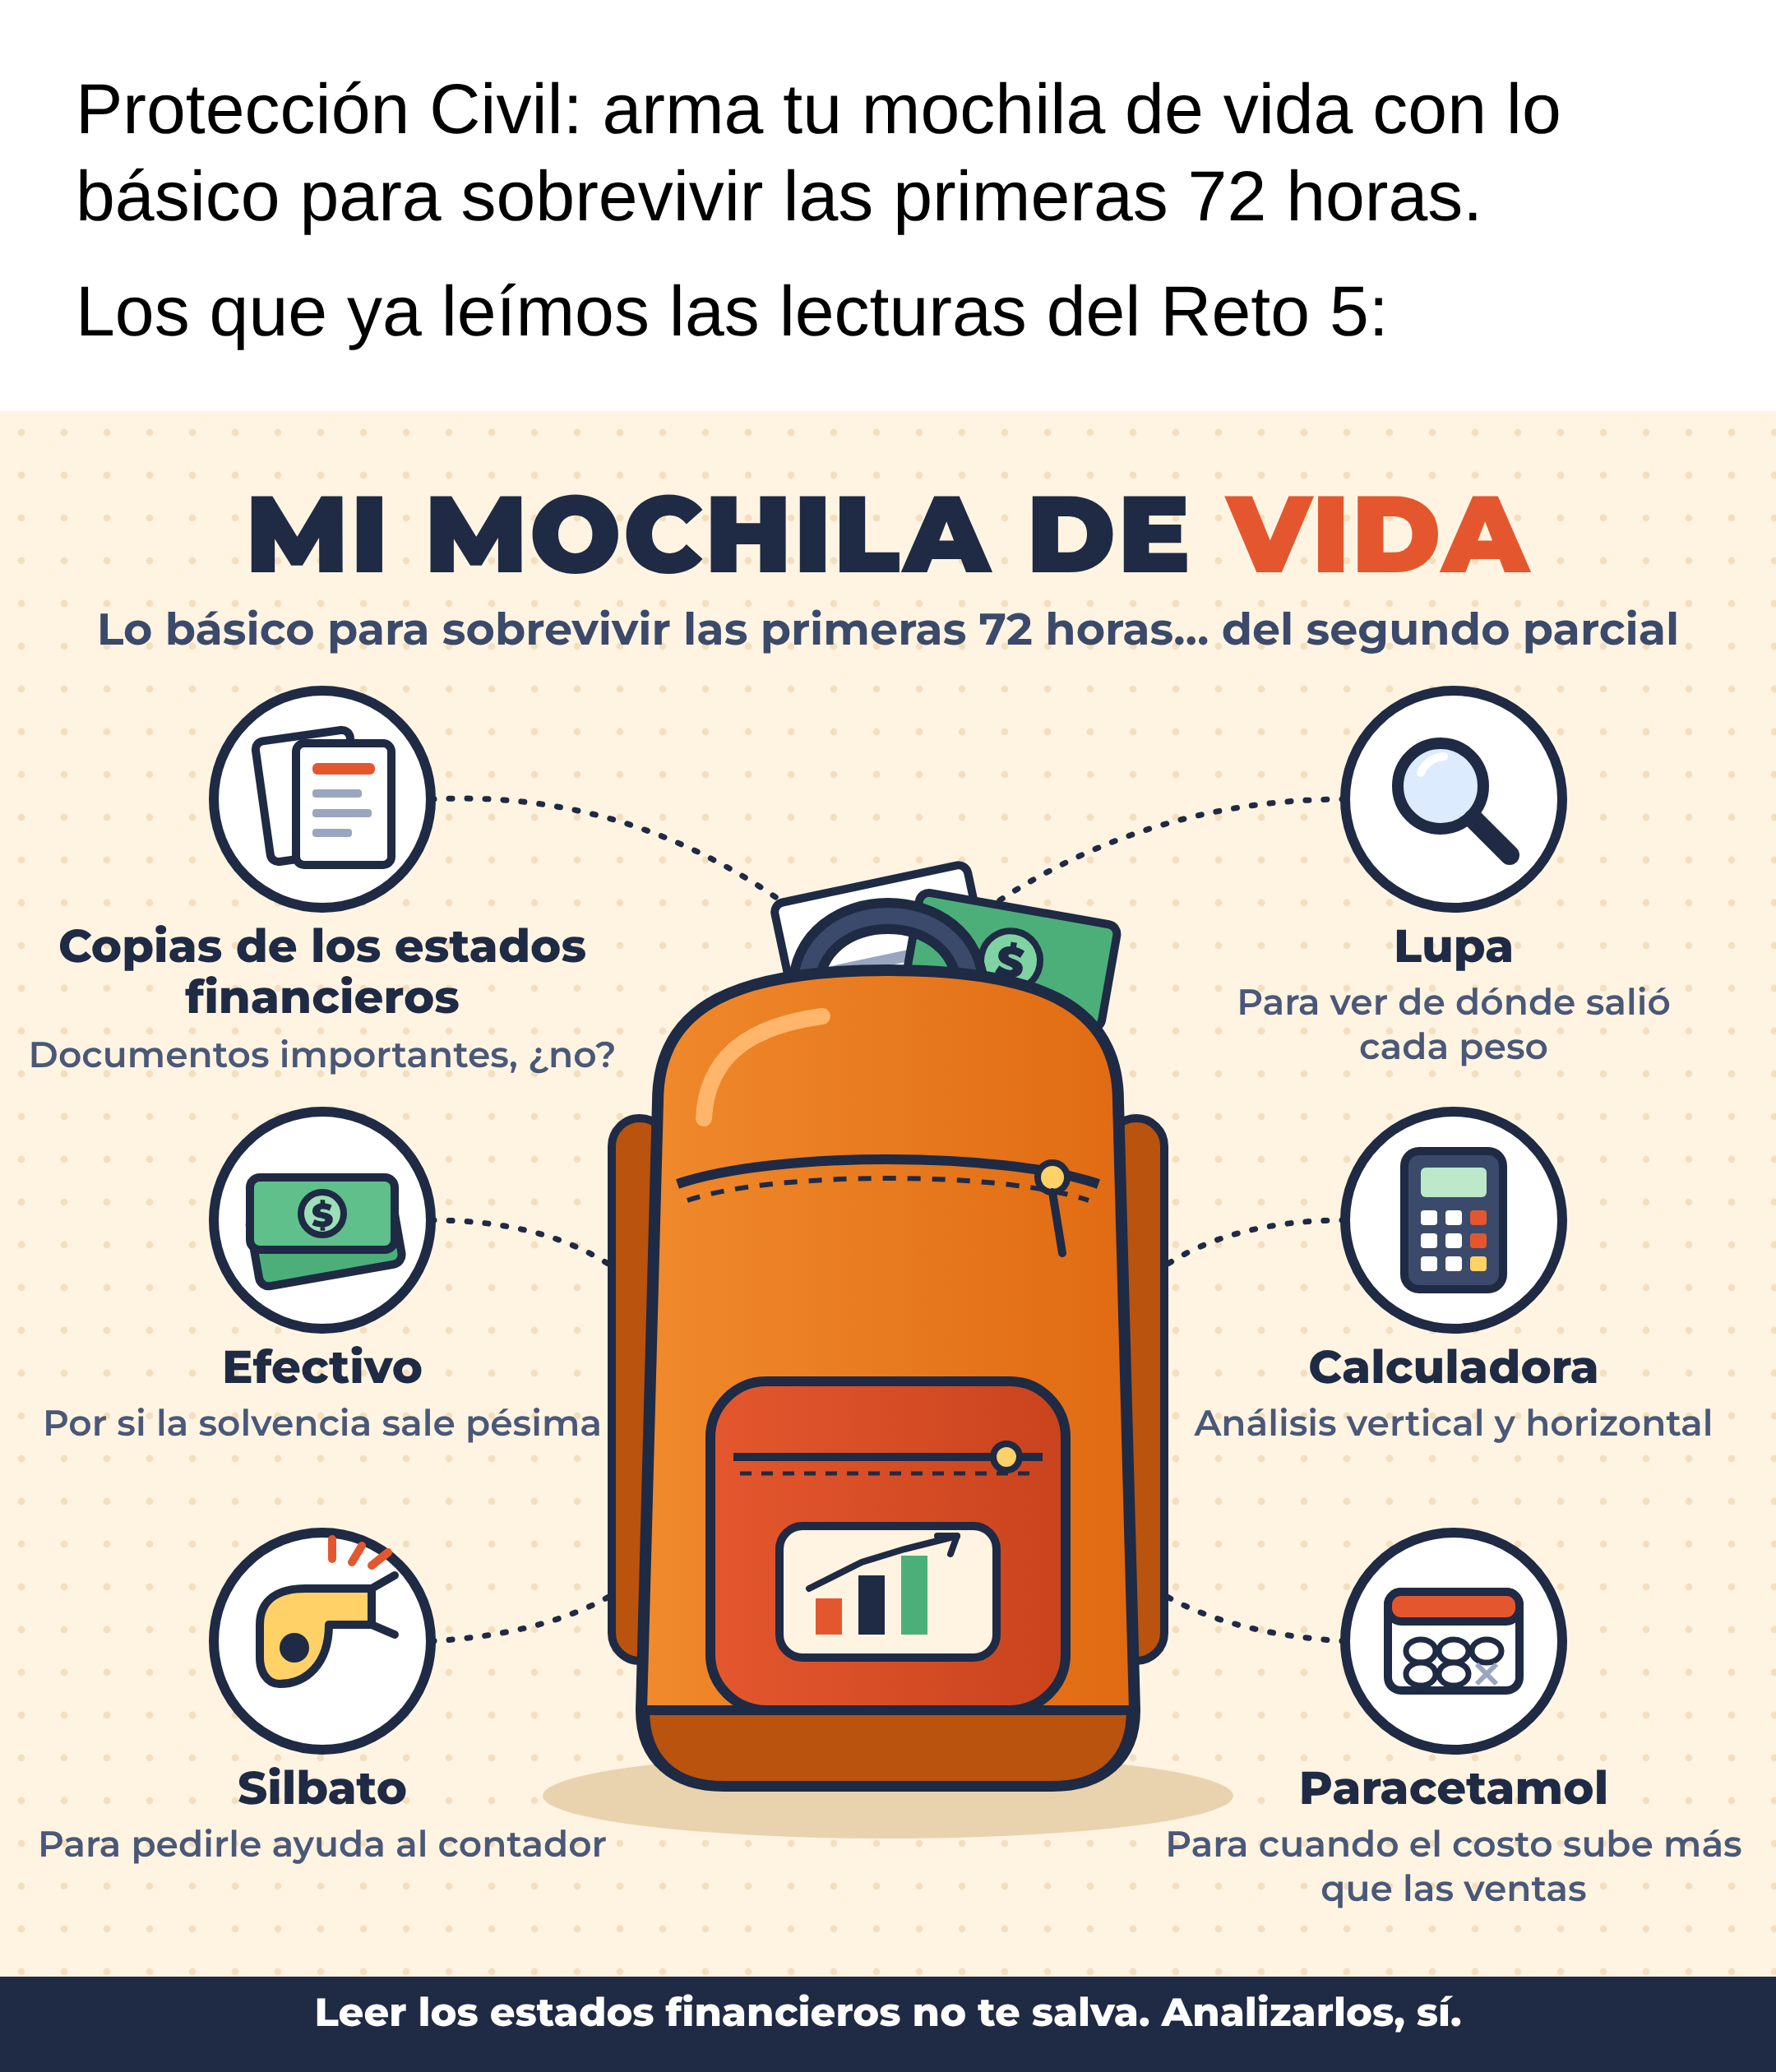 Protección Civil: arma tu mochila de vida con lo
básico para sobrevivir las primeras 72 horas.
Los que ya leímos las lecturas del Reto 5:
MI MOCHILA DE VIDA
Lo básico para sobrevivir las primeras 72 horas... del segundo parcial
Copias de los estados
financieros
Documentos importantes, ¿no?
Lupa
Para ver de dónde salió
cada peso
$
$
Efectivo
Por si la solvencia sale pésima
Calculadora
Análisis vertical y horizontal
Silbato
Para pedirle ayuda al contador
Paracetamol
Para cuando el costo sube más
que las ventas
Leer los estados financieros no te salva. Analizarlos, sí.